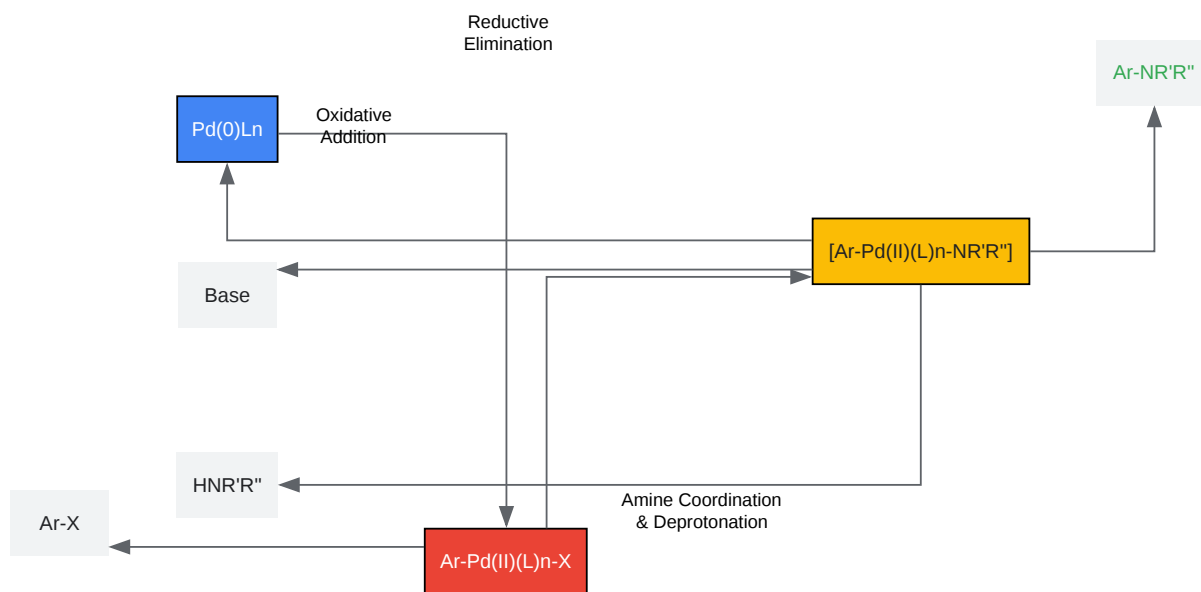 Reductive
Elimination
Ar-NR'R"
Pd(0)Ln
Oxidative
Addition
[Ar-Pd(II)(L)n-NR'R"]
Base
HNR'R"
Amine Coordination
& Deprotonation
Ar-X
Ar-Pd(II)(L)n-X